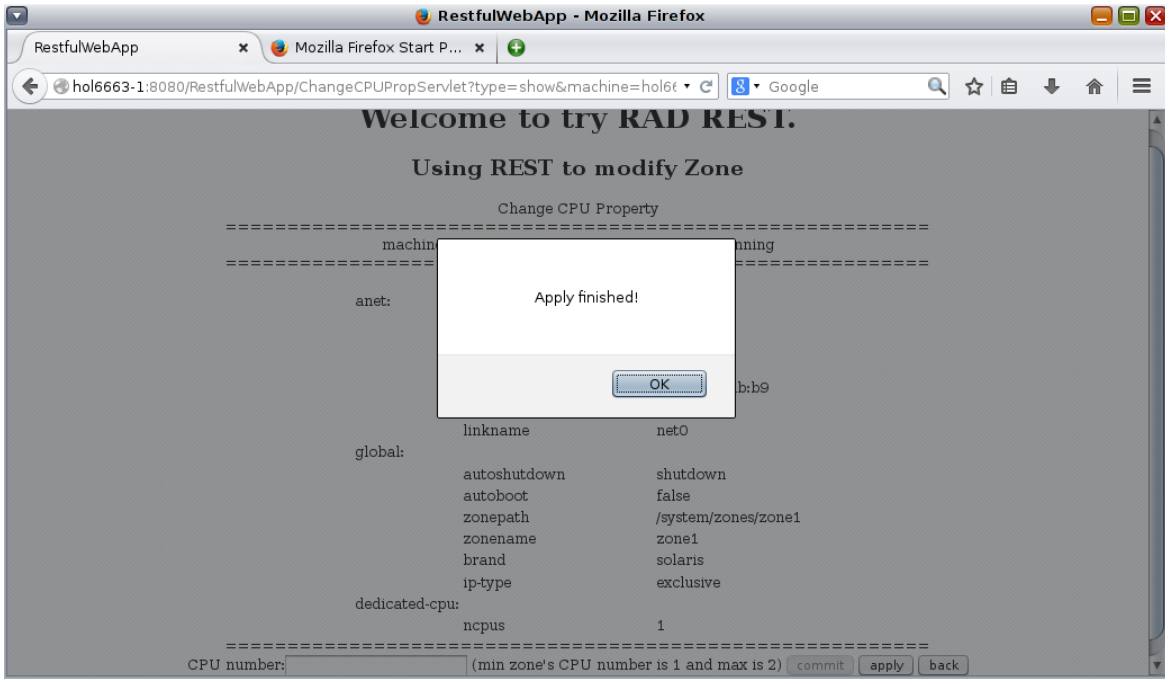 RestfulWebApp - Mozilla Firefox
RestfulWebApp
Mozilla Firefox Start P...
hol6663-1:8080/RestfulWebApp/ChangeCPUPropServlet?type=show&machine=hol66
8 Google
Welcome to try RAD REST.
Using REST to modify Zone
Change CPU Property
=========================================================
machin nning
=========================================================
anet:
Apply finished!
OK
b:b9
linkname net0
global:
autoshutdown shutdown
autoboot false
zonepath /system/zones/zone1
zonename zone1
brand solaris
ip-type exclusive
dedicated-cpu:
ncpus 1
=========================================================
CPU number: (min zone's CPU number is 1 and max is 2) commit apply back